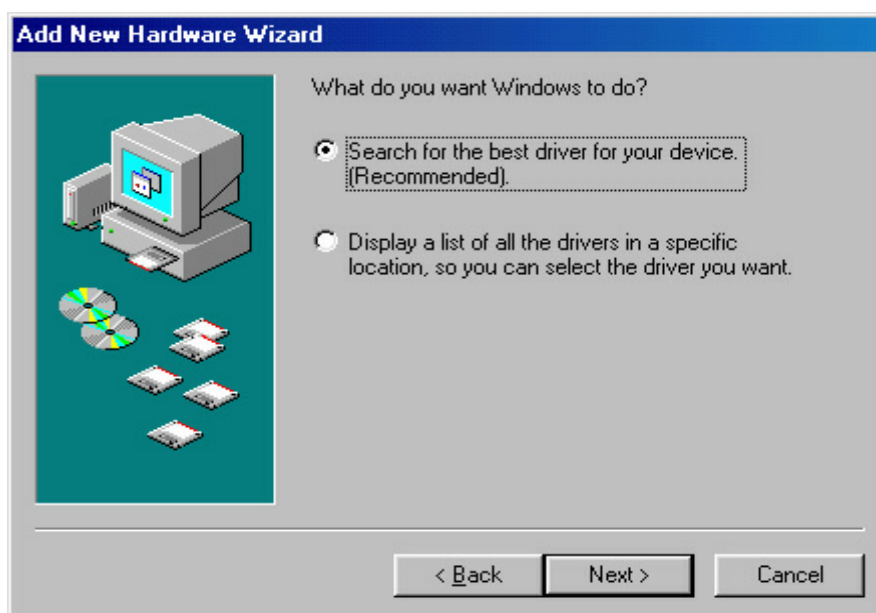 Add New Hardware Wizard
What do you want Windows to do?
Search for the best driver for your device.
(Recommended).
Display a list of all the drivers in a specific
location, so you can select the driver you want.
< Back
Next >
Cancel